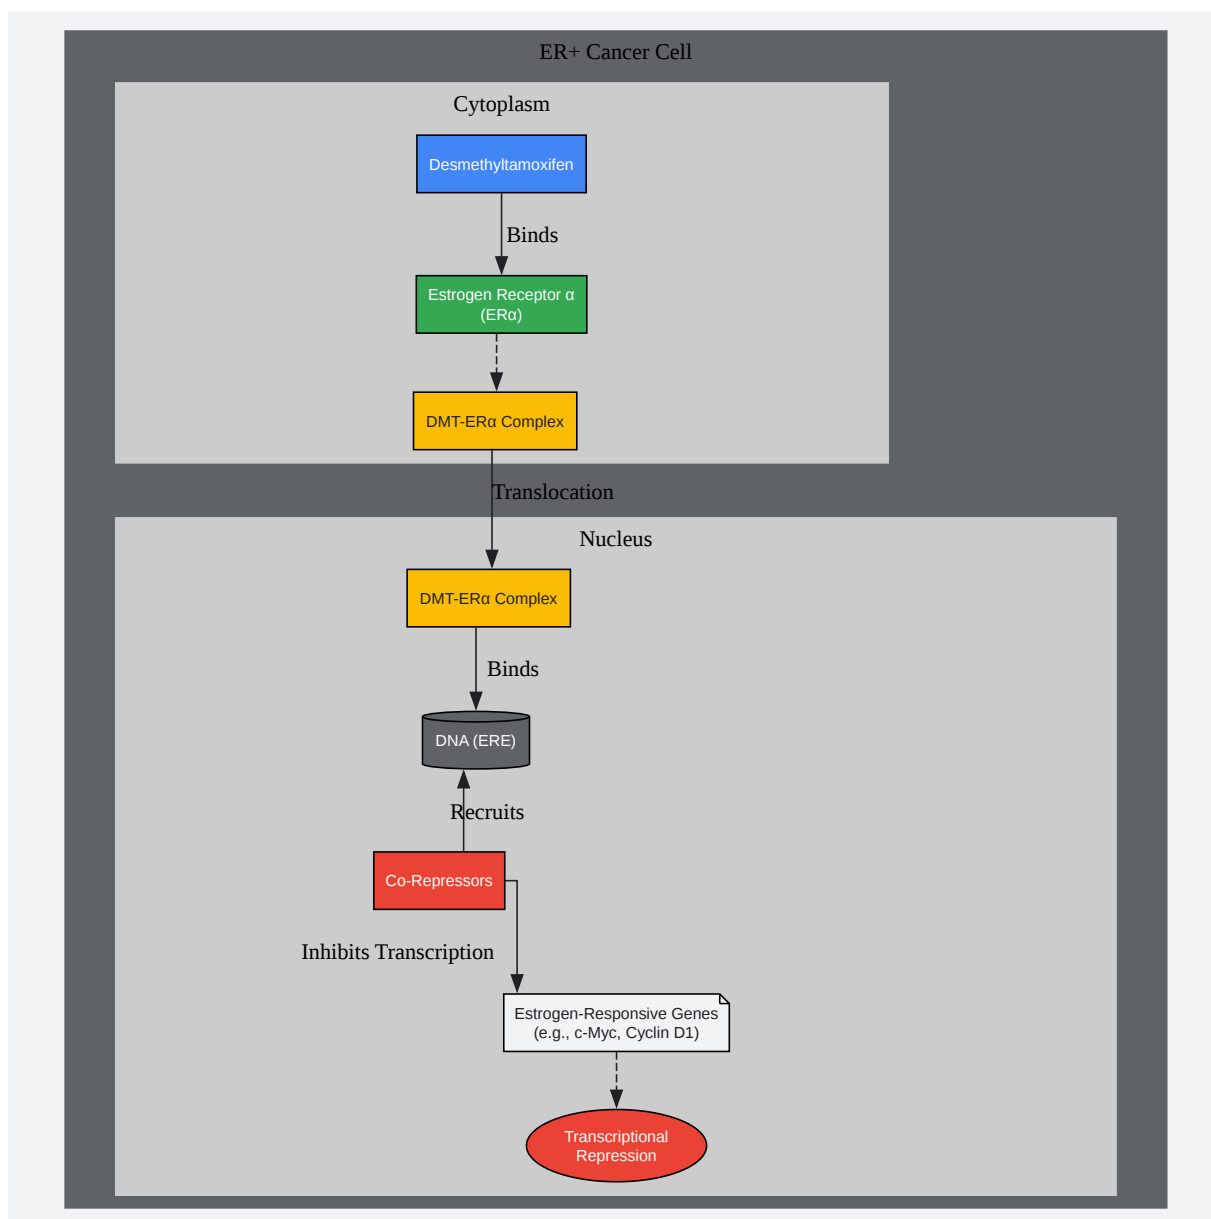 ER+ Cancer Cell
Cytoplasm
Desmethyltamoxifen
Binds
Estrogen Receptor α
(ERα)
DMT-ERα Complex
Translocation
Nucleus
DMT-ERα Complex
Binds
DNA (ERE)
Recruits
Co-Repressors
Inhibits Transcription
Estrogen-Responsive Genes
(e.g., c-Myc, Cyclin D1)
Transcriptional
Repression